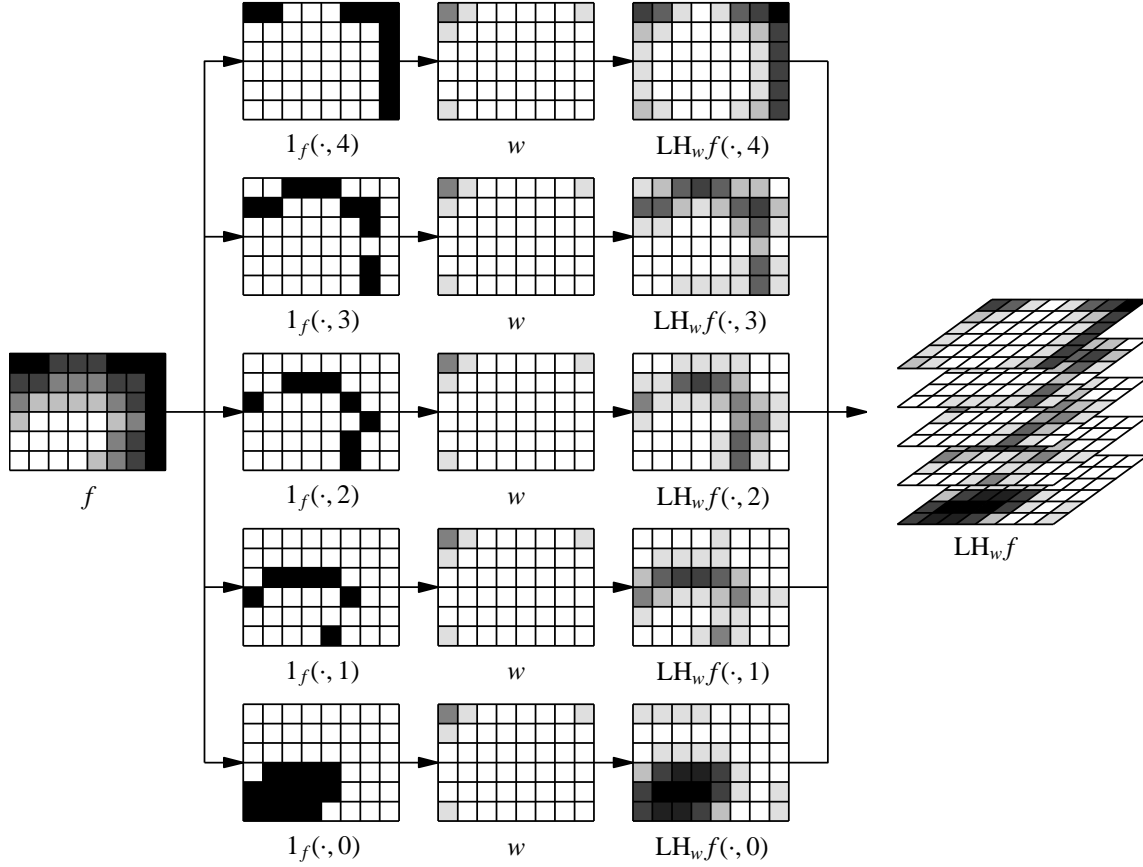 1_f(·, 4) w LH_w f(·, 4)
1_f(·, 3) w LH_w f(·, 3)
f 1_f(·, 2) w LH_w f(·, 2) LH_w f
1_f(·, 1) w LH_w f(·, 1)
1_f(·, 0) w LH_w f(·, 0)